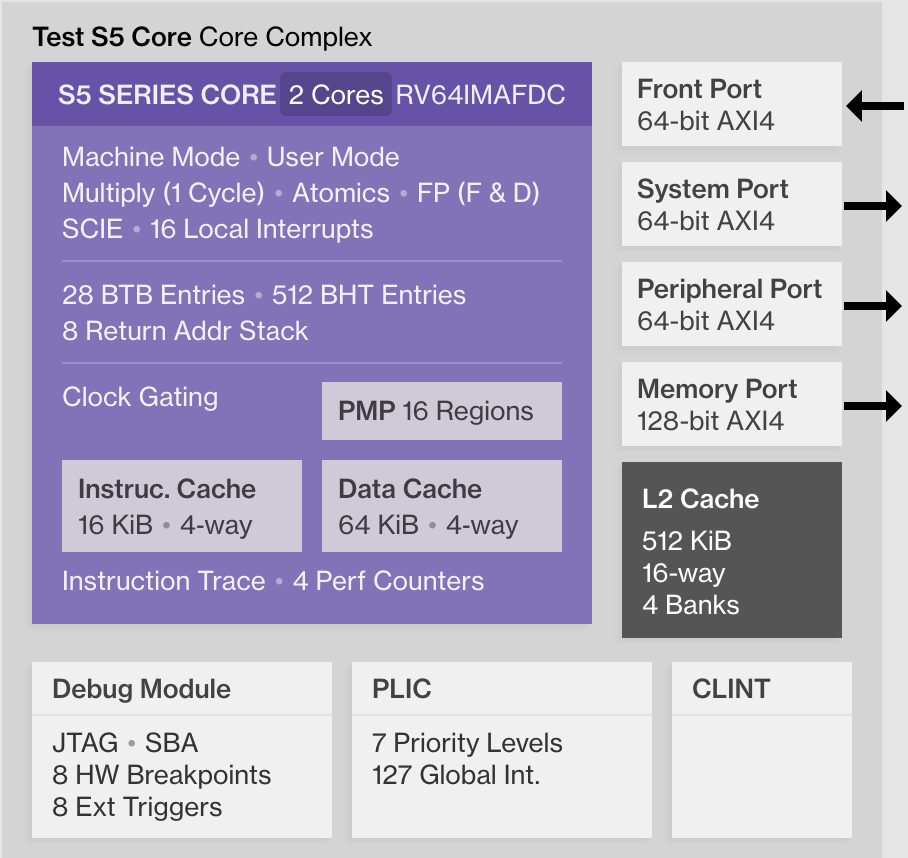 Test S5 Core Core Complex
S5 SERIES CORE 2 Cores RV64IMAFDC
Machine Mode • User Mode
Multiply (1 Cycle) • Atomics • FP (F & D)
SCIE • 16 Local Interrupts
28 BTB Entries • 512 BHT Entries
8 Return Addr Stack
Clock Gating
PMP 16 Regions
Instruc. Cache
16 KiB • 4-way
Data Cache
64 KiB • 4-way
Instruction Trace • 4 Perf Counters
Front Port
64-bit AXI4
System Port
64-bit AXI4
Peripheral Port
64-bit AXI4
Memory Port
128-bit AXI4
L2 Cache
512 KiB
16-way
4 Banks
Debug Module
JTAG • SBA
8 HW Breakpoints
8 Ext Triggers
PLIC
7 Priority Levels
127 Global Int.
CLINT